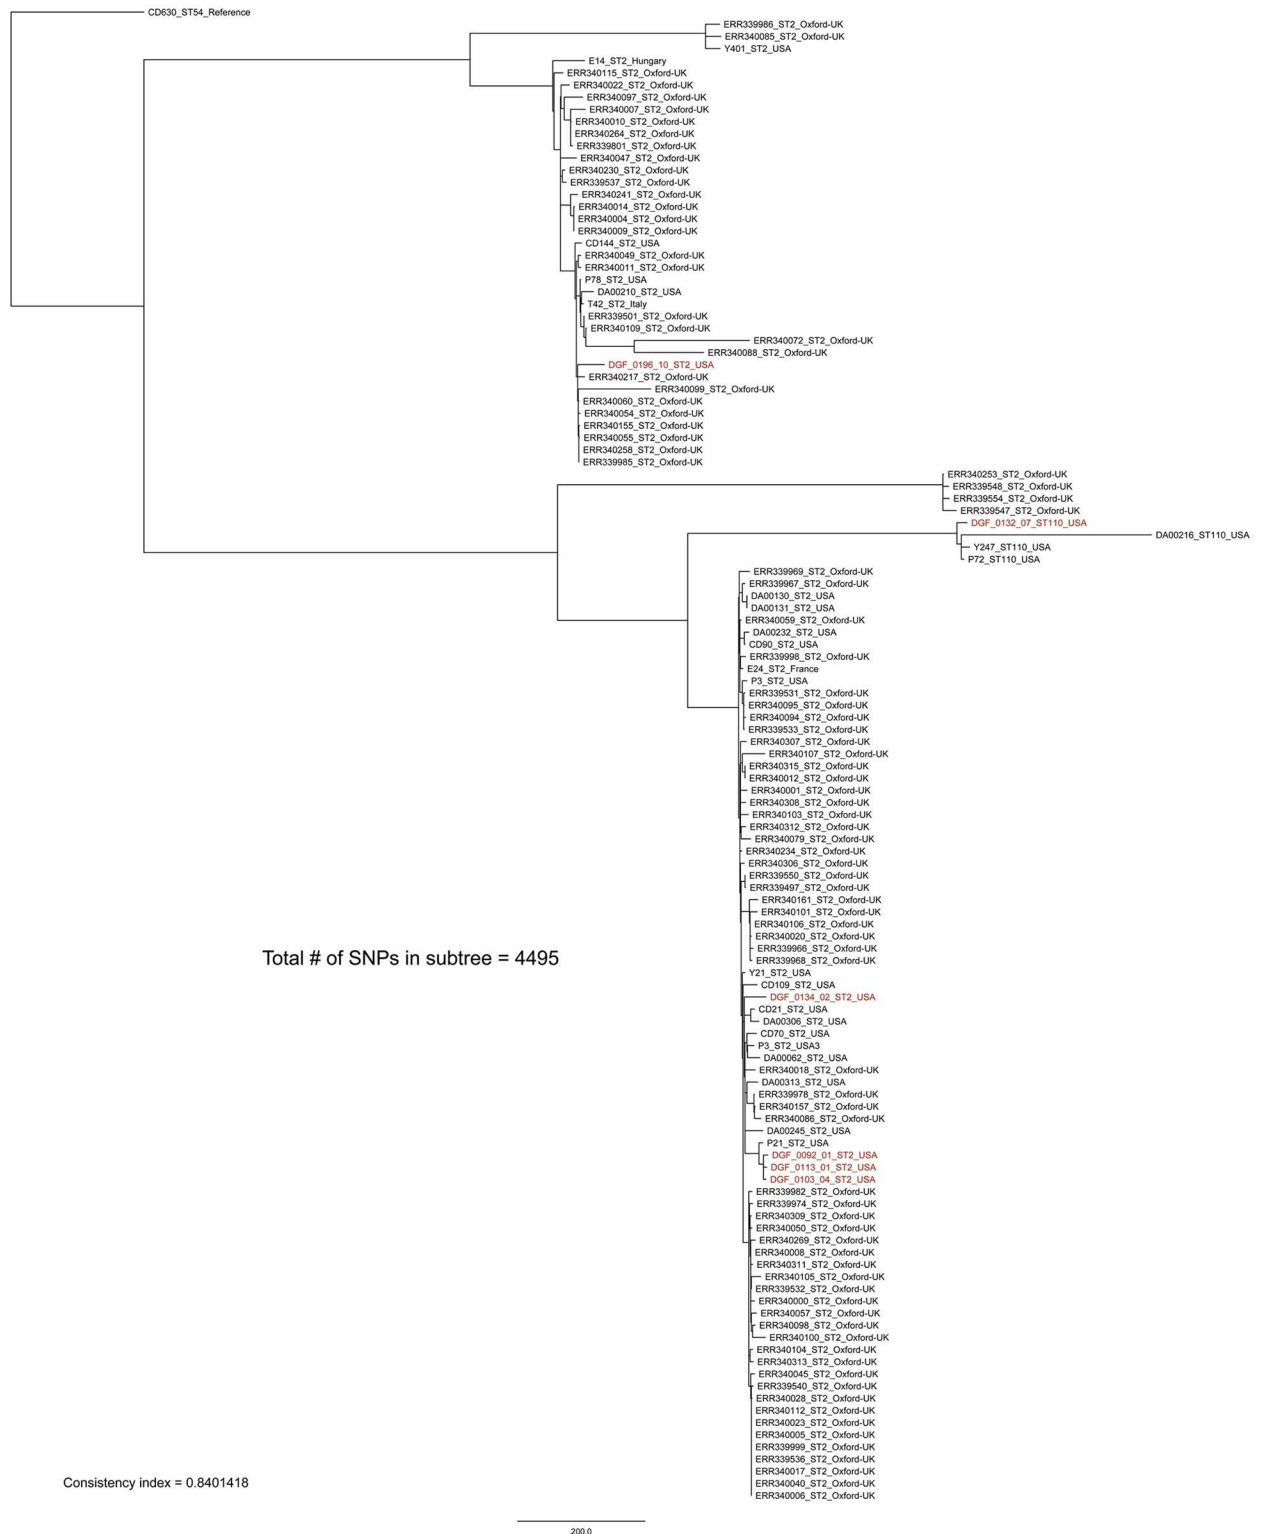 CD630_ST54_Reference
ERR339986_ST2_Oxford-UK
ERR340085_ST2_Oxford-UK
Y401_ST2_USA
E14_ST2_Hungary
ERR340115_ST2_Oxford-UK
ERR340022_ST2_Oxford-UK
ERR340097_ST2_Oxford-UK
ERR340007_ST2_Oxford-UK
ERR340010_ST2_Oxford-UK
ERR340264_ST2_Oxford-UK
ERR339801_ST2_Oxford-UK
ERR340047_ST2_Oxford-UK
ERR340230_ST2_Oxford-UK
ERR339537_ST2_Oxford-UK
ERR340241_ST2_Oxford-UK
ERR340014_ST2_Oxford-UK
ERR340004_ST2_Oxford-UK
ERR340009_ST2_Oxford-UK
CD144_ST2_USA
ERR340049_ST2_Oxford-UK
ERR340011_ST2_Oxford-UK
P78_ST2_USA
DA00210_ST2_USA
T42_ST2_Italy
ERR339501_ST2_Oxford-UK
ERR340109_ST2_Oxford-UK
ERR340072_ST2_Oxford-UK
ERR340088_ST2_Oxford-UK
DGF_0196_10_ST2_USA
ERR340217_ST2_Oxford-UK
ERR340099_ST2_Oxford-UK
ERR340060_ST2_Oxford-UK
ERR340054_ST2_Oxford-UK
ERR340155_ST2_Oxford-UK
ERR340055_ST2_Oxford-UK
ERR340258_ST2_Oxford-UK
ERR339985_ST2_Oxford-UK
ERR340253_ST2_Oxford-UK
ERR339548_ST2_Oxford-UK
ERR339554_ST2_Oxford-UK
ERR339547_ST2_Oxford-UK
DGF_0132_07_ST110_USA
DA00216_ST110_USA
Y247_ST110_USA
P72_ST110_USA
ERR339969_ST2_Oxford-UK
ERR339967_ST2_Oxford-UK
DA00130_ST2_USA
DA00131_ST2_USA
ERR340059_ST2_Oxford-UK
DA00232_ST2_USA
CD90_ST2_USA
ERR339998_ST2_Oxford-UK
E24_ST2_France
P3_ST2_USA
ERR339531_ST2_Oxford-UK
ERR340095_ST2_Oxford-UK
ERR340094_ST2_Oxford-UK
ERR339533_ST2_Oxford-UK
ERR340307_ST2_Oxford-UK
ERR340107_ST2_Oxford-UK
ERR340315_ST2_Oxford-UK
ERR340012_ST2_Oxford-UK
ERR340001_ST2_Oxford-UK
ERR340308_ST2_Oxford-UK
ERR340103_ST2_Oxford-UK
ERR340312_ST2_Oxford-UK
ERR340079_ST2_Oxford-UK
ERR340234_ST2_Oxford-UK
ERR340306_ST2_Oxford-UK
ERR339550_ST2_Oxford-UK
ERR339497_ST2_Oxford-UK
ERR340161_ST2_Oxford-UK
ERR340101_ST2_Oxford-UK
ERR340106_ST2_Oxford-UK
ERR340020_ST2_Oxford-UK
ERR339966_ST2_Oxford-UK
Total # of SNPs in subtree = 4495
ERR339968_ST2_Oxford-UK
Y21_ST2_USA
CD109_ST2_USA
DGF_0134_02_ST2_USA
CD21_ST2_USA
DA00306_ST2_USA
CD70_ST2_USA
P3_ST2_USA3
DA00062_ST2_USA
ERR340018_ST2_Oxford-UK
DA00313_ST2_USA
ERR339978_ST2_Oxford-UK
ERR340157_ST2_Oxford-UK
ERR340086_ST2_Oxford-UK
DA00245_ST2_USA
P21_ST2_USA
DGF_0092_01_ST2_USA
DGF_0113_01_ST2_USA
DGF_0103_04_ST2_USA
ERR339982_ST2_Oxford-UK
ERR339974_ST2_Oxford-UK
ERR340309_ST2_Oxford-UK
ERR340050_ST2_Oxford-UK
ERR340269_ST2_Oxford-UK
ERR340008_ST2_Oxford-UK
ERR340311_ST2_Oxford-UK
ERR340105_ST2_Oxford-UK
ERR339532_ST2_Oxford-UK
ERR340000_ST2_Oxford-UK
ERR340057_ST2_Oxford-UK
ERR340098_ST2_Oxford-UK
ERR340100_ST2_Oxford-UK
ERR340104_ST2_Oxford-UK
ERR340313_ST2_Oxford-UK
ERR340045_ST2_Oxford-UK
ERR339540_ST2_Oxford-UK
ERR340028_ST2_Oxford-UK
ERR340112_ST2_Oxford-UK
ERR340023_ST2_Oxford-UK
ERR340005_ST2_Oxford-UK
ERR339999_ST2_Oxford-UK
ERR339536_ST2_Oxford-UK
ERR340017_ST2_Oxford-UK
Consistency index = 0.8401418
ERR340040_ST2_Oxford-UK
ERR340006_ST2_Oxford-UK
200.0